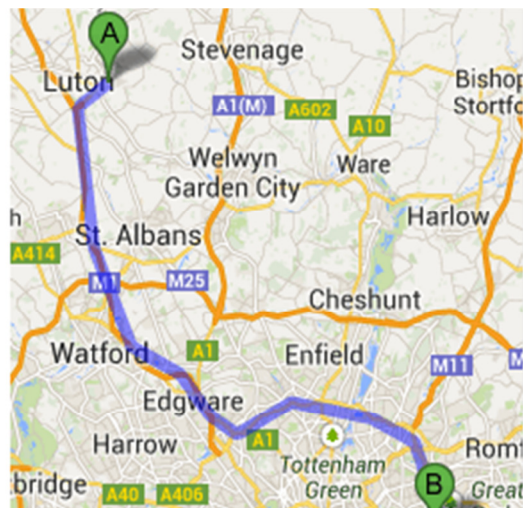 A
Stevenage
Luton
Bishop
Stortfo
A1(M)
A602
A10
Welwyn
Garden City
Ware
Harlow
h
St. Albans
A414
M1
M25
Cheshunt
Watford
A1
Enfield
M11
M
Edgware
Harrow
A1
Romf
Tottenham
Green
bridge
A40
A406
B
Great